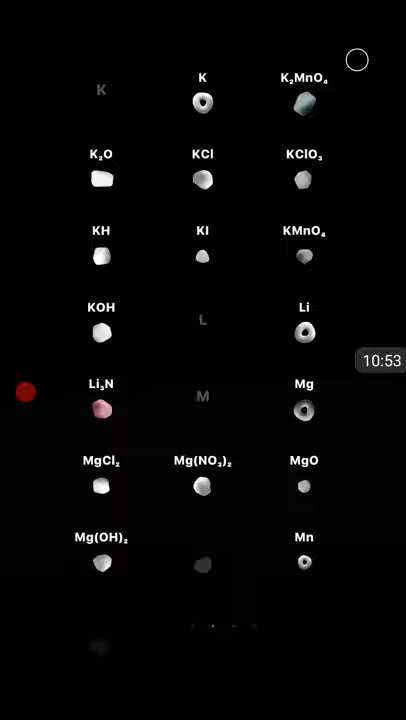 K K K₂MnO₄
K₂O KCl KClO₃
KH KI KMnO₄
KOH L Li
10:53
Li₃N M Mg
MgCl₂ Mg(NO₃)₂ MgO
Mg(OH)₂ Mn